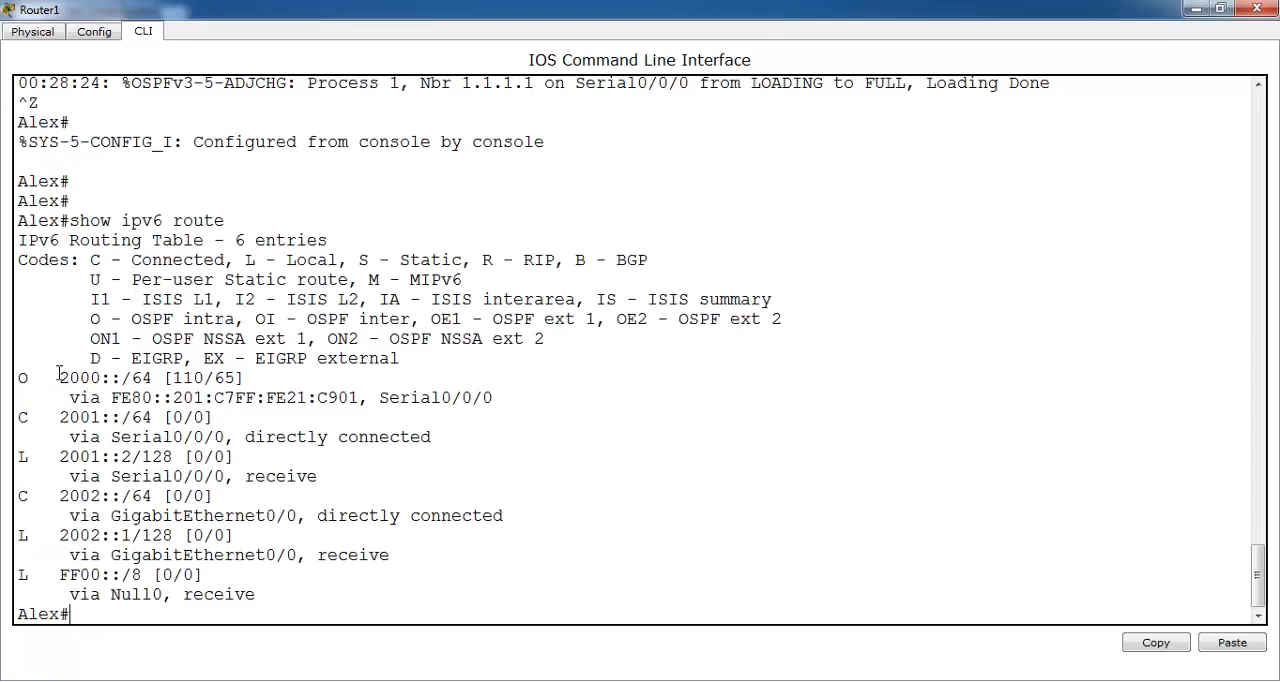 Router1
Physical Config CLI
IOS Command Line Interface
00:28:24: %OSPFv3-5-ADJCHG: Process 1, Nbr 1.1.1.1 on Serial0/0/0 from LOADING to FULL, Loading Done
^Z
Alex#
%SYS-5-CONFIG_I: Configured from console by console
Alex#
Alex#
Alex#show ipv6 route
IPv6 Routing Table - 6 entries
Codes: C - Connected, L - Local, S - Static, R - RIP, B - BGP
U - Per-user Static route, M - MIPv6
I1 - ISIS L1, I2 - ISIS L2, IA - ISIS interarea, IS - ISIS summary
O - OSPF intra, OI - OSPF inter, OE1 - OSPF ext 1, OE2 - OSPF ext 2
ON1 - OSPF NSSA ext 1, ON2 - OSPF NSSA ext 2
D - EIGRP, EX - EIGRP external
O 2000::/64 [110/65]
via FE80::201:C7FF:FE21:C901, Serial0/0/0
C 2001::/64 [0/0]
via Serial0/0/0, directly connected
L 2001::2/128 [0/0]
via Serial0/0/0, receive
C 2002::/64 [0/0]
via GigabitEthernet0/0, directly connected
L 2002::1/128 [0/0]
via GigabitEthernet0/0, receive
L FF00::/8 [0/0]
via Null0, receive
Alex#
Copy Paste